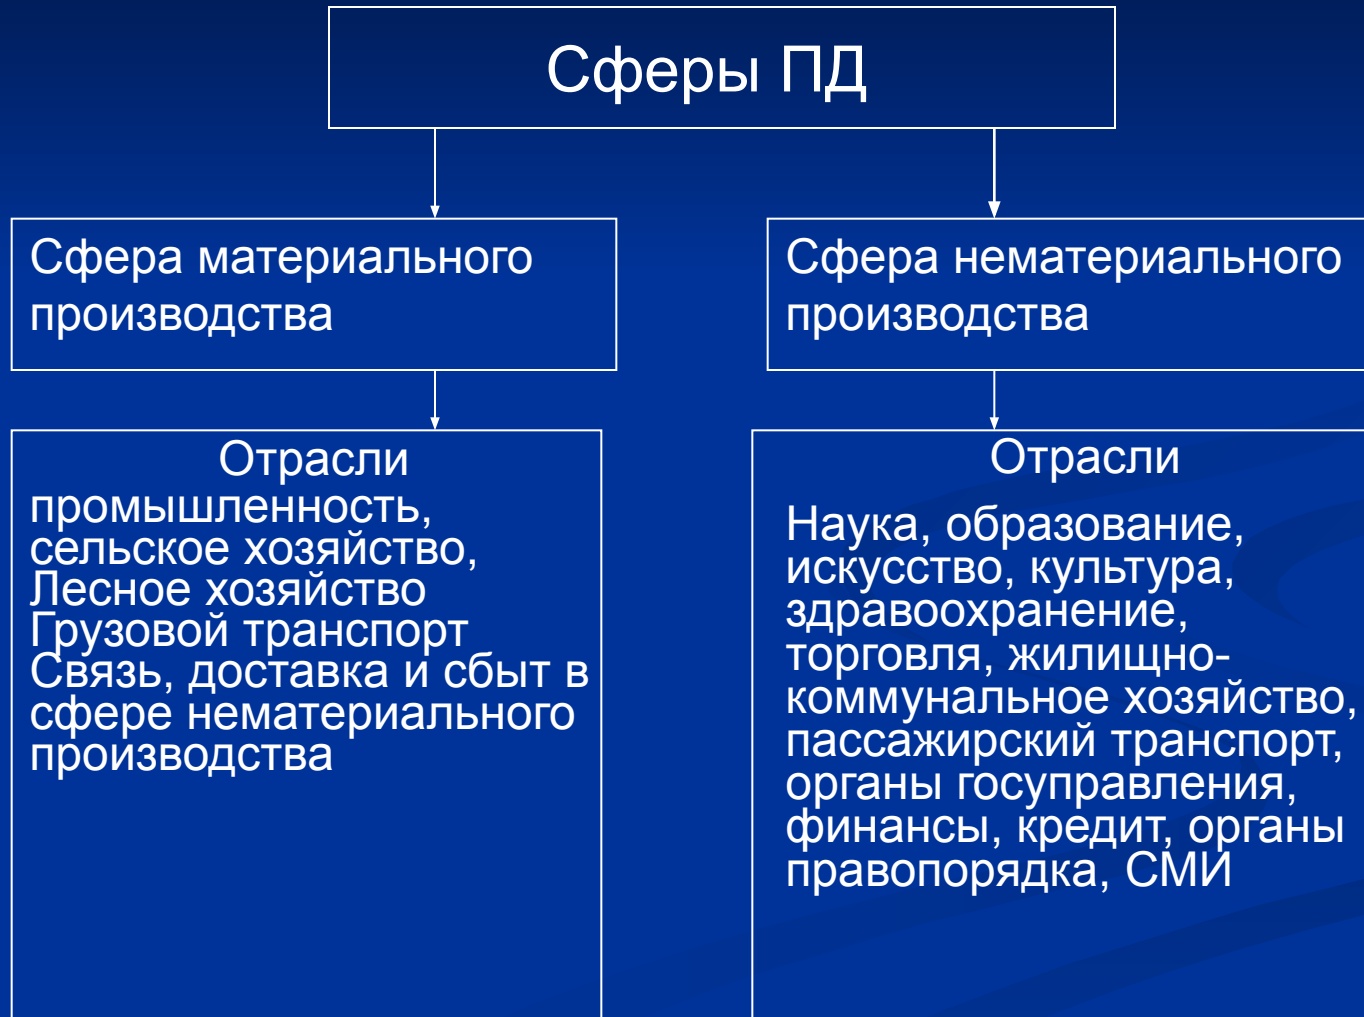 Сферы ПД
Сфера материального
производства
Сфера нематериального
производства
Отрасли
промышленность,
сельское хозяйство,
Лесное хозяйство
Грузовой транспорт
Связь, доставка и сбыт в
сфере нематериального
производства
Отрасли
Наука, образование,
искусство, культура,
здравоохранение,
торговля, жилищно-
коммунальное хозяйство,
пассажирский транспорт,
органы госуправления,
финансы, кредит, органы
правопорядка, СМИ